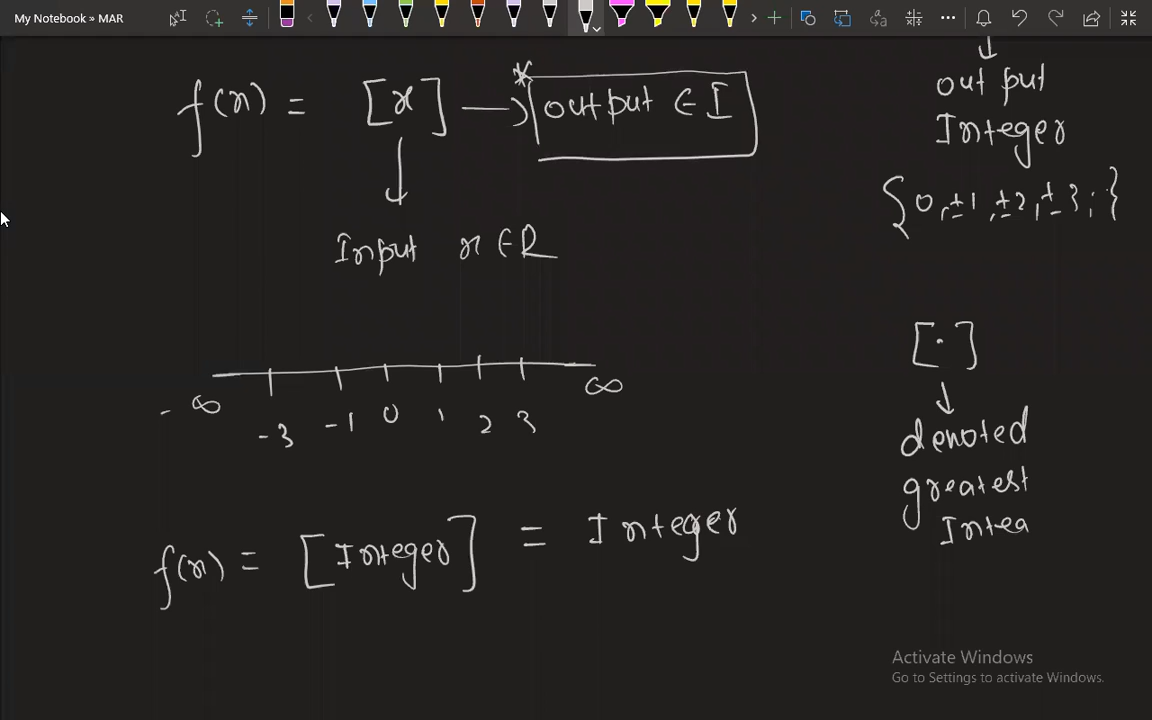 My Notebook » MAR
f(x) = [x] → * output ∈ I
Input x ∈ R
output
Integer
{0, ±1, ±2, ±3, ; }
- ∞ -3 -1 0 1 2 3 ∞
[·]
↓
denoted
greatest
Intea
f(x) = [Integer] = Integer
Activate Windows
Go to Settings to activate Windows.